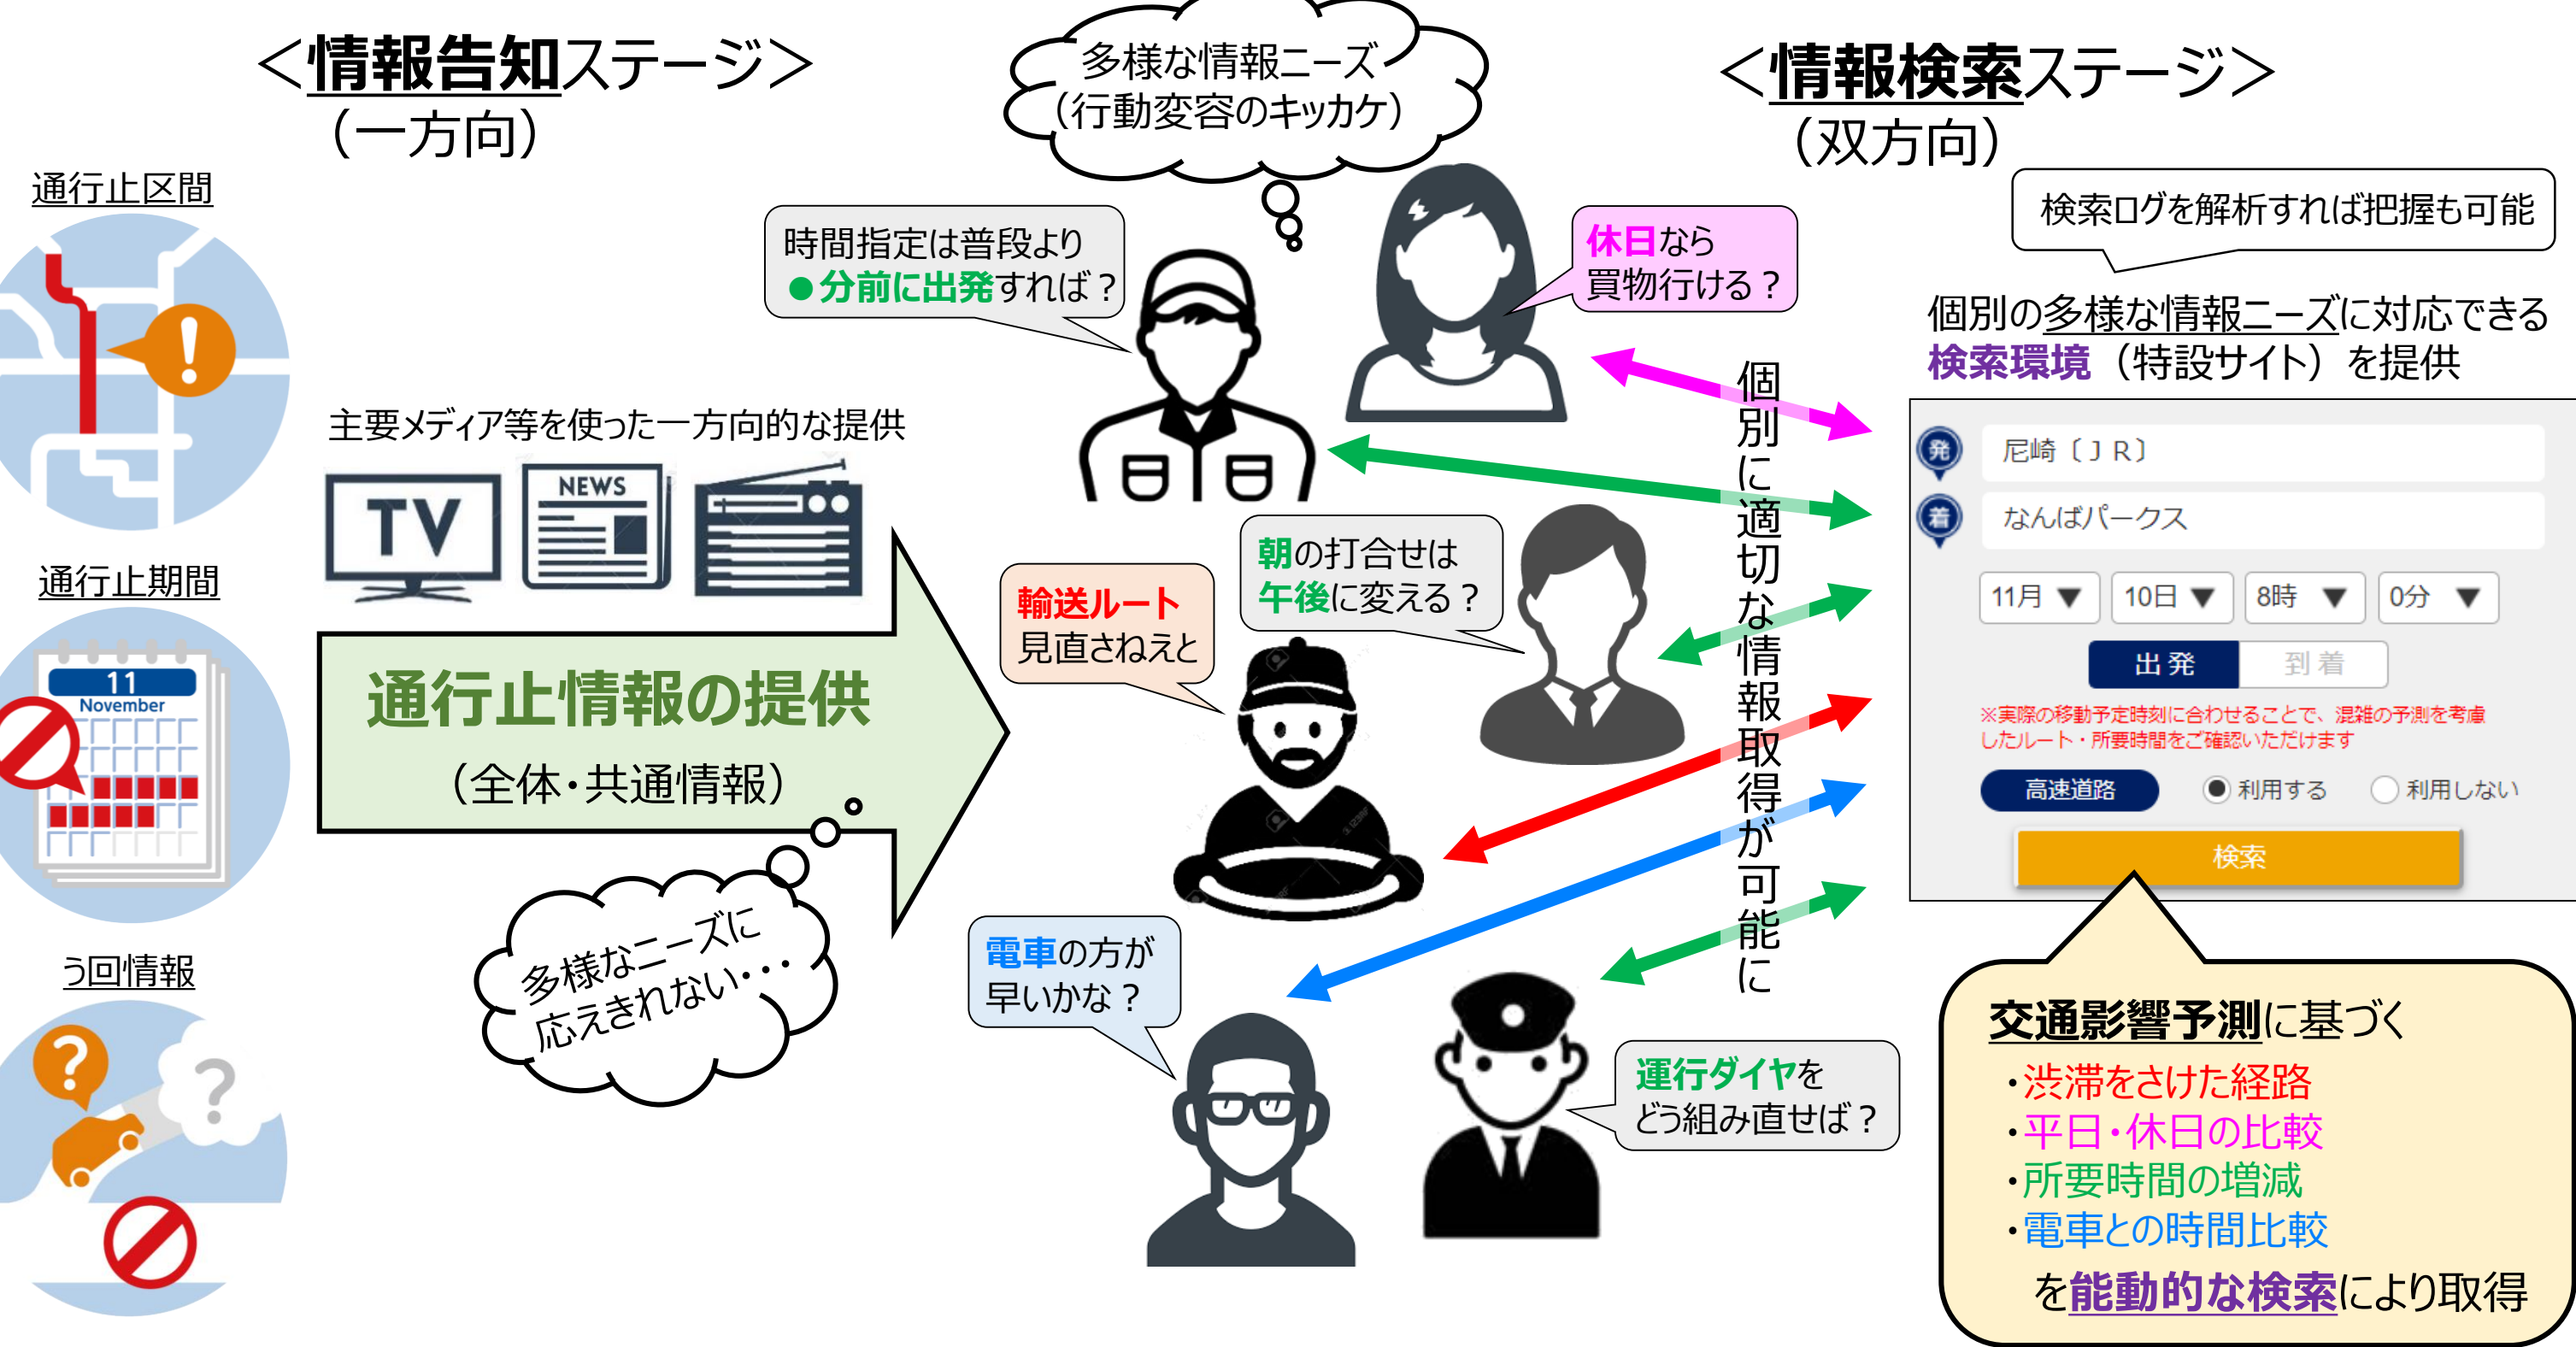 ＜情報告知ステージ＞
（一方向）
通行止区間
通行止期間
11
November
う回情報
?
?
主要メディア等を使った一方向的な提供
TV
NEWS
通行止情報の提供
（全体・共通情報）
多様なニーズに
応えきれない・・・
多様な情報ニーズ
（行動変容のキッカケ）
時間指定は普段より
●分前に出発すれば？
休日なら
買物行ける？
朝の打合せは
午後に変える？
輸送ルート
見直さねえと
電車の方が
早いかな？
運行ダイヤを
どう組み直せば？
個別に適切な情報取得が可能に
＜情報検索ステージ＞
（双方向）
検索ログを解析すれば把握も可能
個別の多様な情報ニーズに対応できる
検索環境（特設サイト）を提供
発 尼崎〔ＪＲ〕
着 なんばパークス
11月 ▼ 10日 ▼ 8時 ▼ 0分 ▼
出発 到着
※実際の移動予定時刻に合わせることで、混雑の予測を考慮
したルート・所要時間をご確認いただけます
高速道路 利用する 利用しない
検索
交通影響予測に基づく
・渋滞をさけた経路
・平日・休日の比較
・所要時間の増減
・電車との時間比較
を能動的な検索により取得